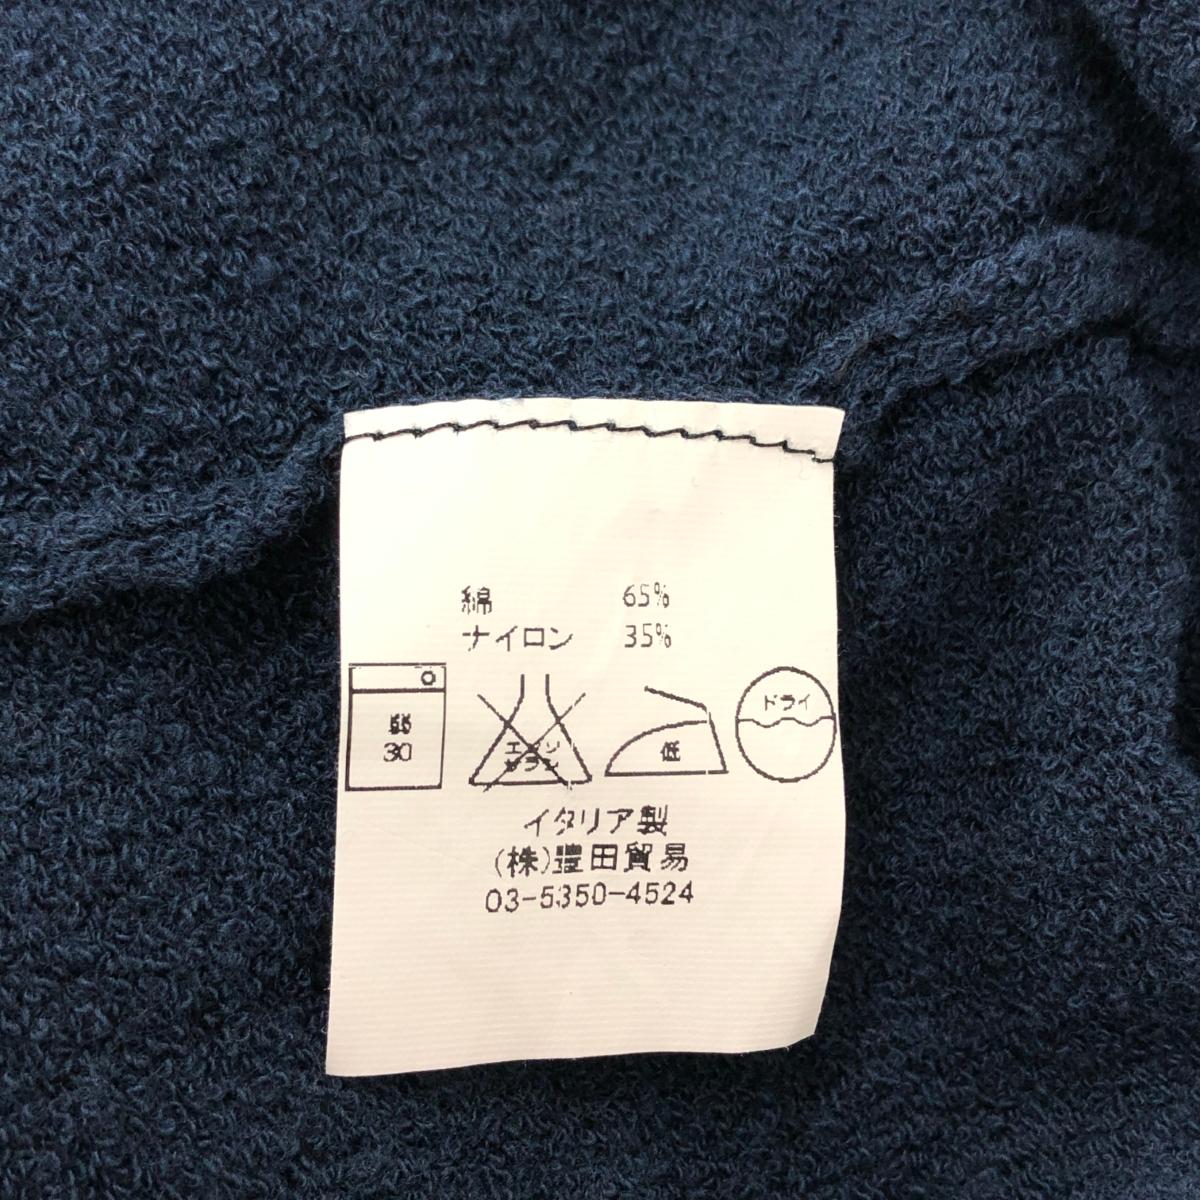 綿 65%
ナイロン 35%
弱
30
エンソ
サラシ
低
ドライ
イタリア製
(株)豊田貿易
03-5350-4524